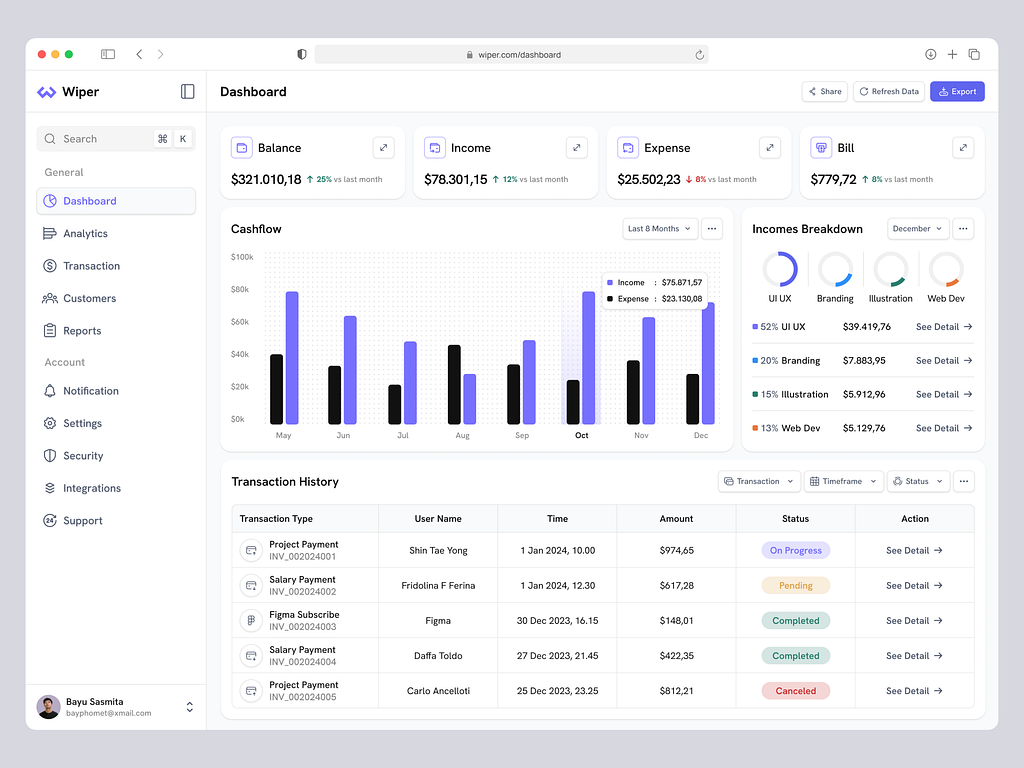 wiper.com/dashboard
Wiper
Dashboard
Share
Refresh Data
Export
Search ⌘ K
General
Dashboard
Analytics
Transaction
Customers
Reports
Account
Notification
Settings
Security
Integrations
24
Support
Bayu Sasmita
bayphomet@xmail.com
Balance
$321.010,18 ↑ 25% vs last month
Income
$78.301,15 ↑ 12% vs last month
Expense
$25.502,23 ↓ 8% vs last month
Bill
$779,72 ↑ 8% vs last month
Cashflow
Last 8 Months
$100k
$80k
$60k
$40k
$20k
$0k
Income : $75.871,57
Expense : $23.130,08
May Jun Jul Aug Sep Oct Nov Dec
Incomes Breakdown
December
UI UX Branding Illustration Web Dev
52% UI UX $39.419,76 See Detail →
20% Branding $7.883,95 See Detail →
15% Illustration $5.912,96 See Detail →
13% Web Dev $5.129,76 See Detail →
Transaction History
Transaction
Timeframe
Status
Transaction Type User Name Time Amount Status Action
Project Payment
INV_002024001
Shin Tae Yong 1 Jan 2024, 10.00 $974,65 On Progress See Detail →
Salary Payment
INV_002024002
Fridolina F Ferina 1 Jan 2024, 12.30 $617,28 Pending See Detail →
Figma Subscribe
INV_002024003
Figma 30 Dec 2023, 16.15 $148,01 Completed See Detail →
Salary Payment
INV_002024004
Daffa Toldo 27 Dec 2023, 21.45 $422,35 Completed See Detail →
Project Payment
INV_002024005
Carlo Ancelloti 25 Dec 2023, 23.25 $812,21 Canceled See Detail →